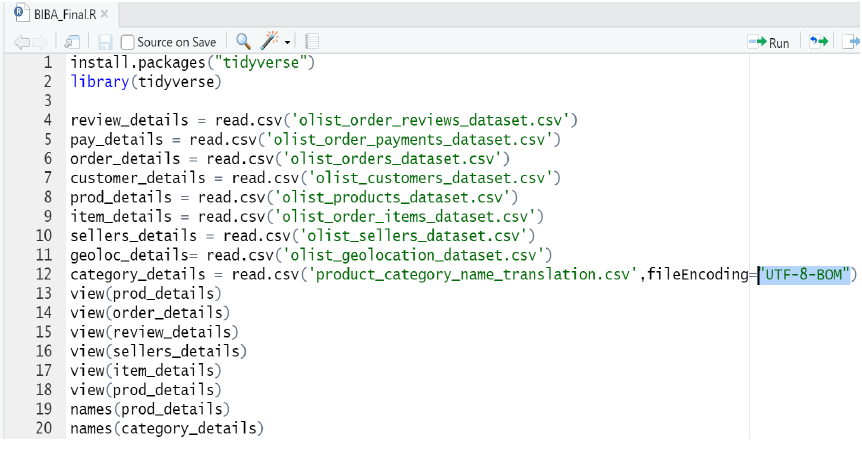 BIBA_Final.R
Source on Save
Run
1 install.packages("tidyverse")
2 library(tidyverse)
3
4 review_details = read.csv('olist_order_reviews_dataset.csv')
5 pay_details = read.csv('olist_order_payments_dataset.csv')
6 order_details = read.csv('olist_orders_dataset.csv')
7 customer_details = read.csv('olist_customers_dataset.csv')
8 prod_details = read.csv('olist_products_dataset.csv')
9 item_details = read.csv('olist_order_items_dataset.csv')
10 sellers_details = read.csv('olist_sellers_dataset.csv')
11 geoloc_details= read.csv('olist_geolocation_dataset.csv')
12 category_details = read.csv('product_category_name_translation.csv',fileEncoding="UTF-8-BOM")
13 view(prod_details)
14 view(order_details)
15 view(review_details)
16 view(sellers_details)
17 view(item_details)
18 view(prod_details)
19 names(prod_details)
20 names(category_details)